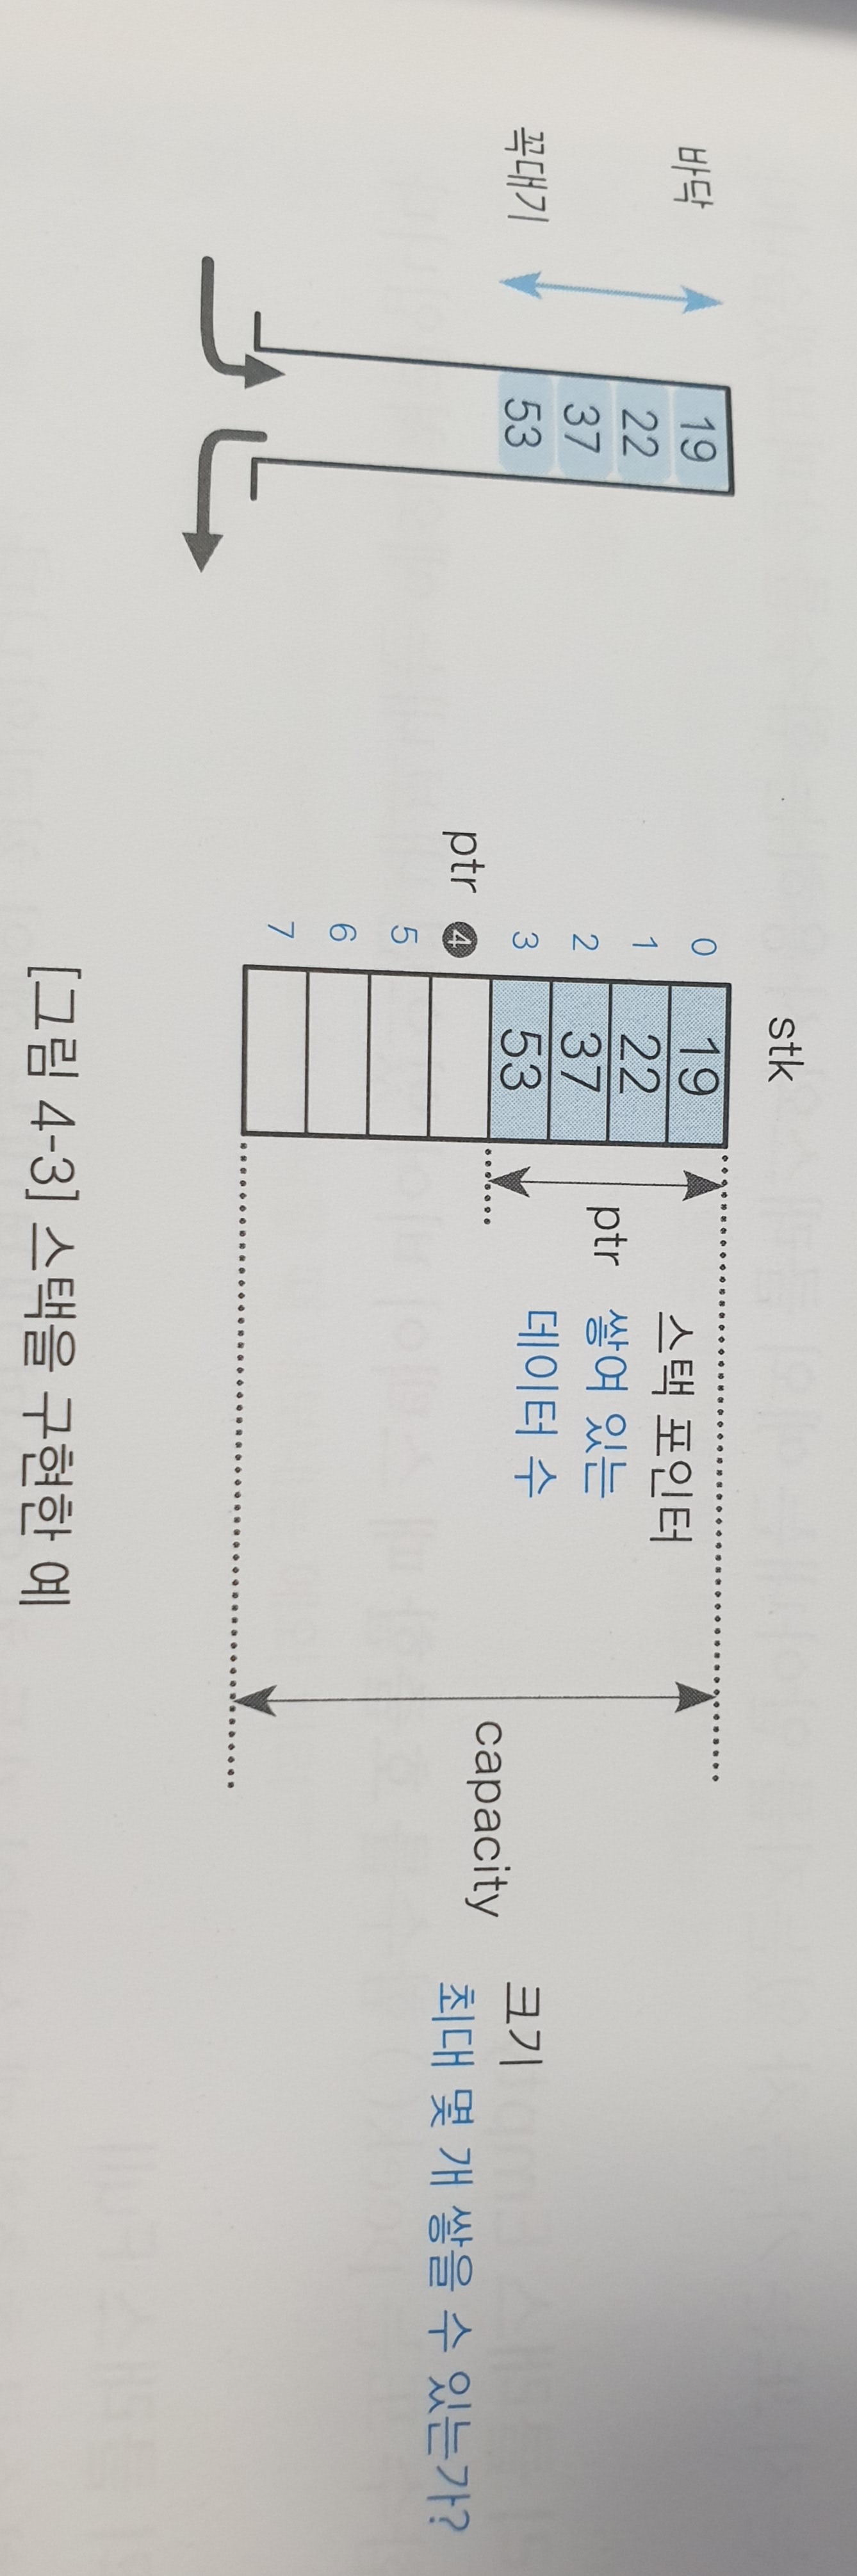 바닥
꼭대기
19
22
37
53
stk
0 19
1 22
2 37
3 53
ptr 4
5
6
7
ptr
스택 포인터
쌓여 있는
데이터 수
capacity
크기
최대 몇 개 쌓을 수 있는가?
[그림 4-3] 스택을 구현한 예